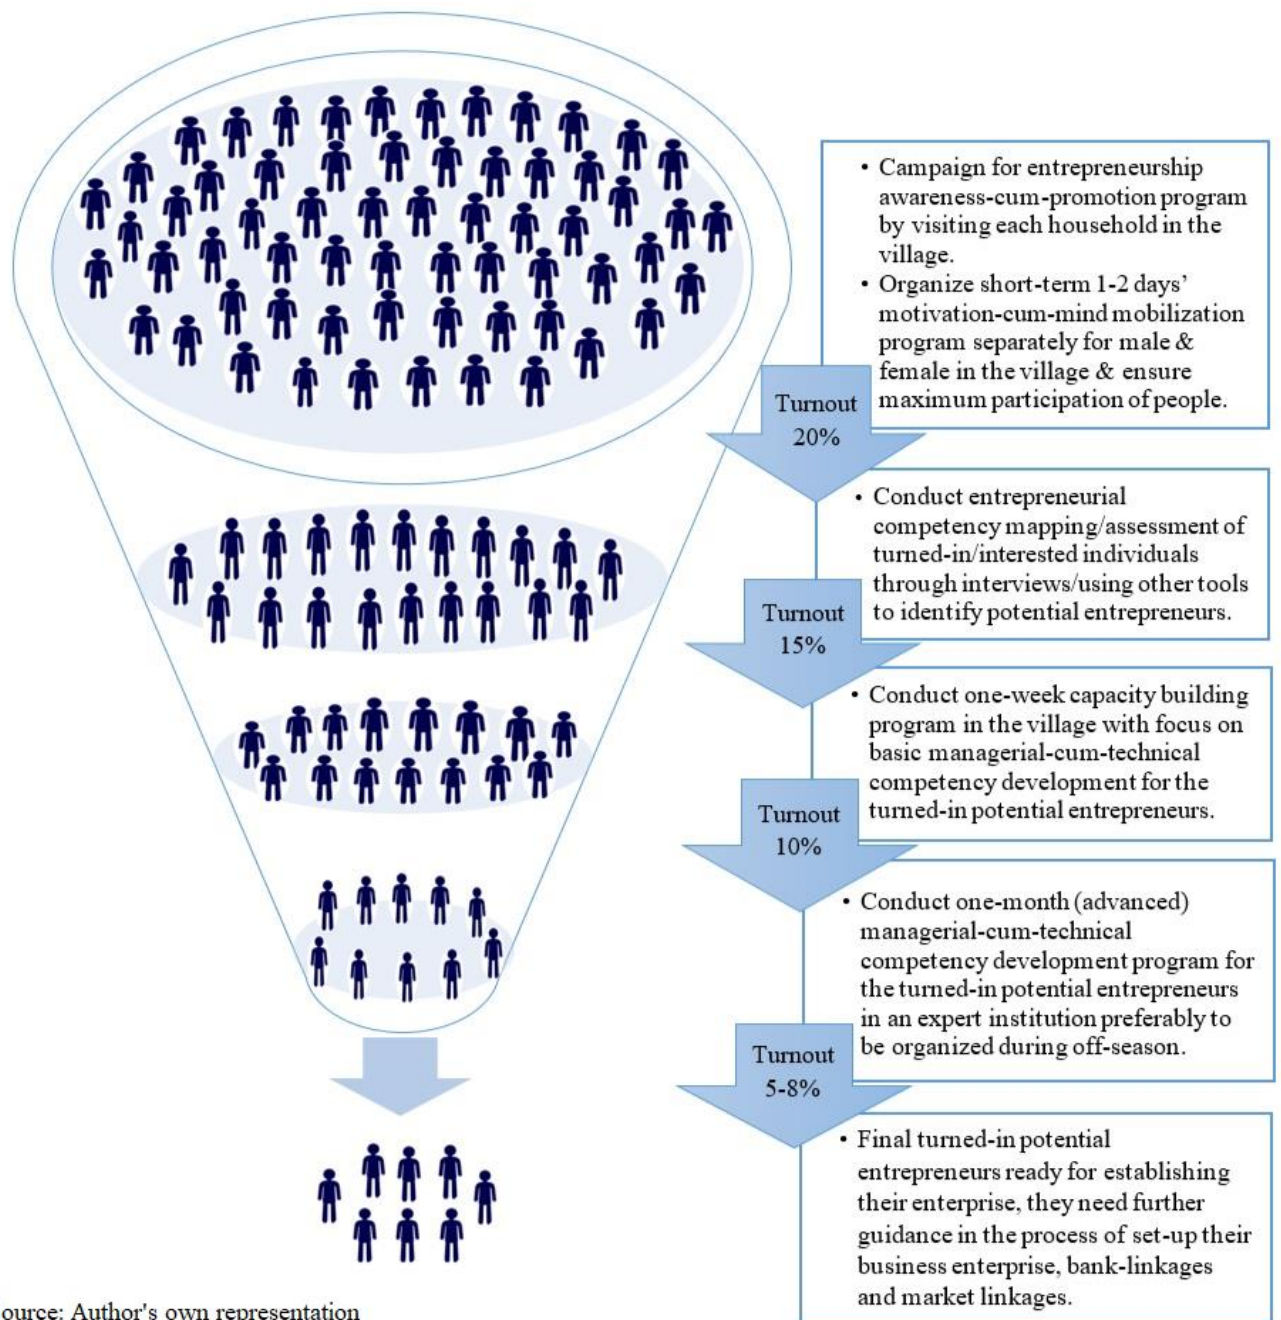 • Campaign for entrepreneurship
awareness-cum-promotion program
by visiting each household in the
village.
• Organize short-term 1-2 days’
motivation-cum-mind mobilization
program separately for male &
female in the village & ensure
maximum participation of people.
Turnout
20%
• Conduct entrepreneurial
competency mapping/assessment of
turned-in/interested individuals
through interviews/using other tools
to identify potential entrepreneurs.
Turnout
15%
• Conduct one-week capacity building
program in the village with focus on
basic managerial-cum-technical
competency development for the
turned-in potential entrepreneurs.
Turnout
10%
• Conduct one-month (advanced)
managerial-cum-technical
competency development program for
the turned-in potential entrepreneurs
in an expert institution preferably to
be organized during off-season.
Turnout
5-8%
• Final turned-in potential
entrepreneurs ready for establishing
their enterprise, they need further
guidance in the process of set-up their
business enterprise, bank-linkages
and market linkages.
ource: Author's own representation